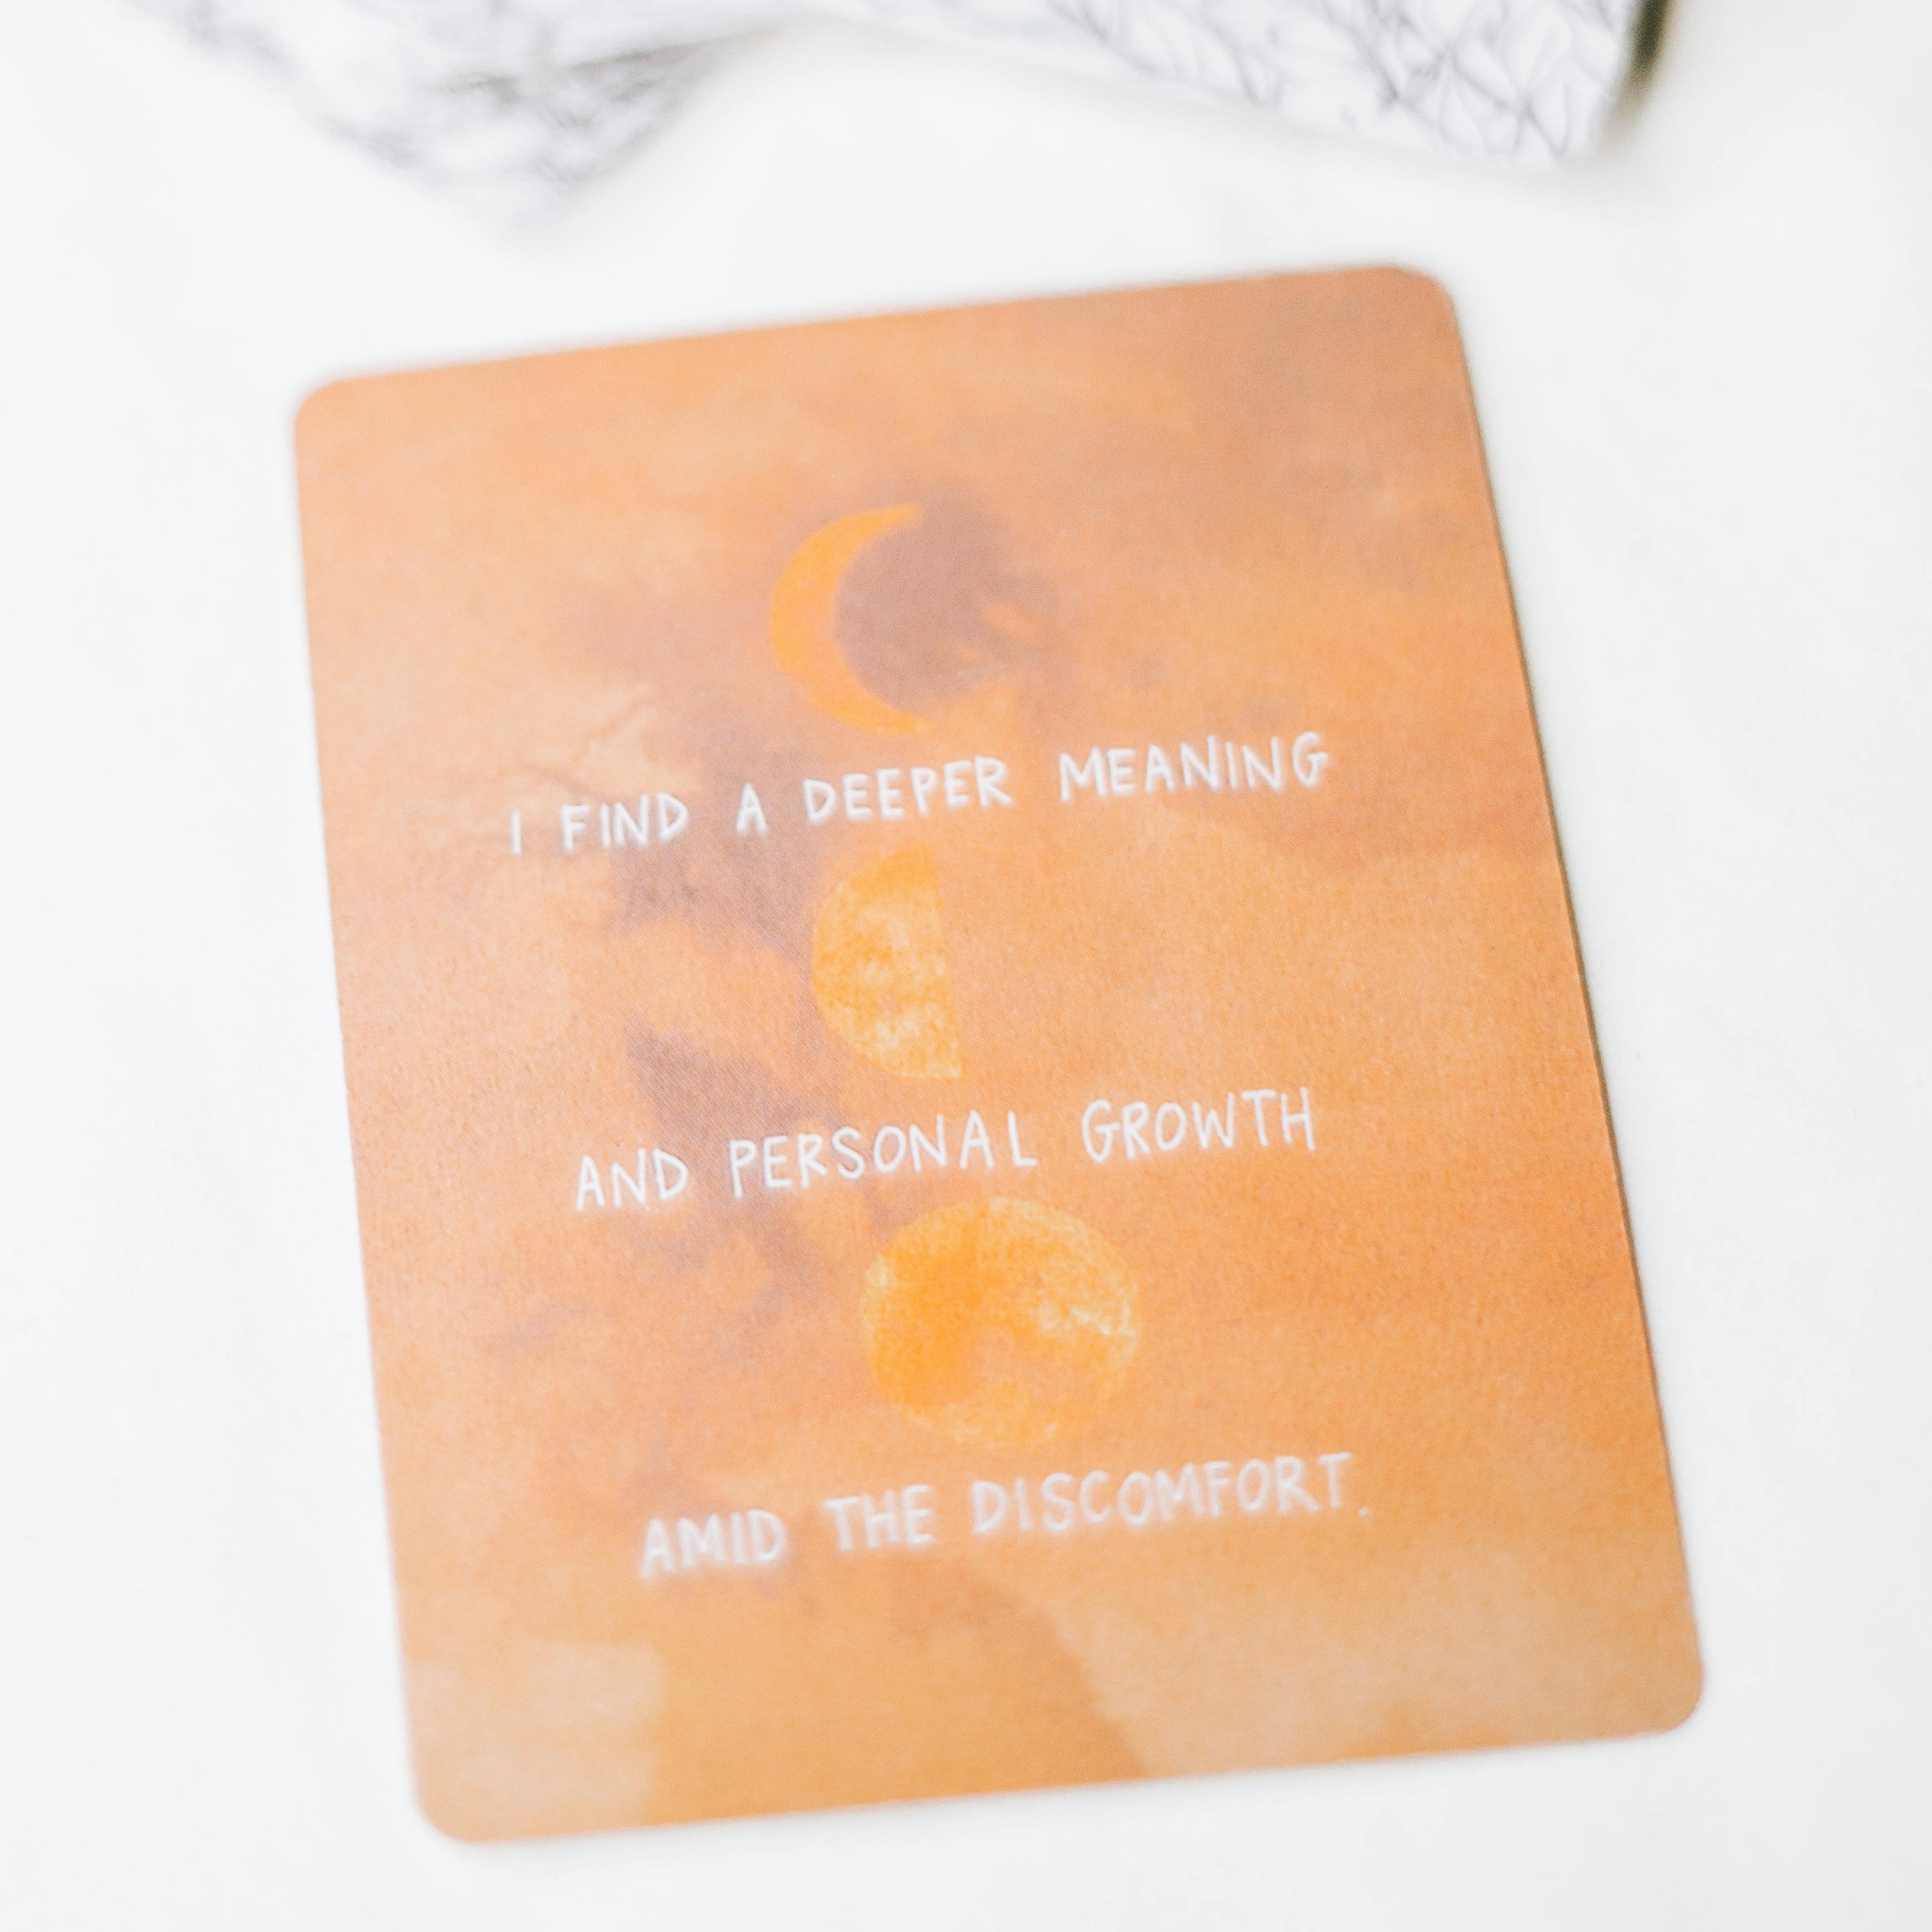 I FIND A DEEPER MEANING
AND PERSONAL GROWTH
AMID THE DISCOMFORT.